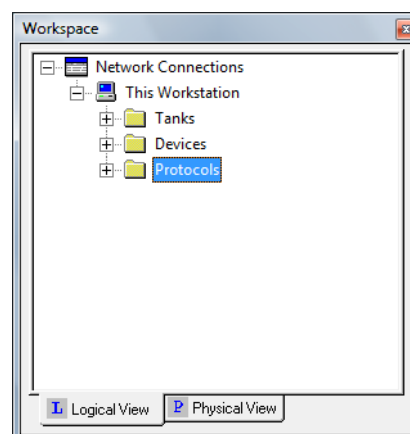 Workspace
Network Connections
This Workstation
Tanks
Devices
Protocols
L Logical View P Physical View